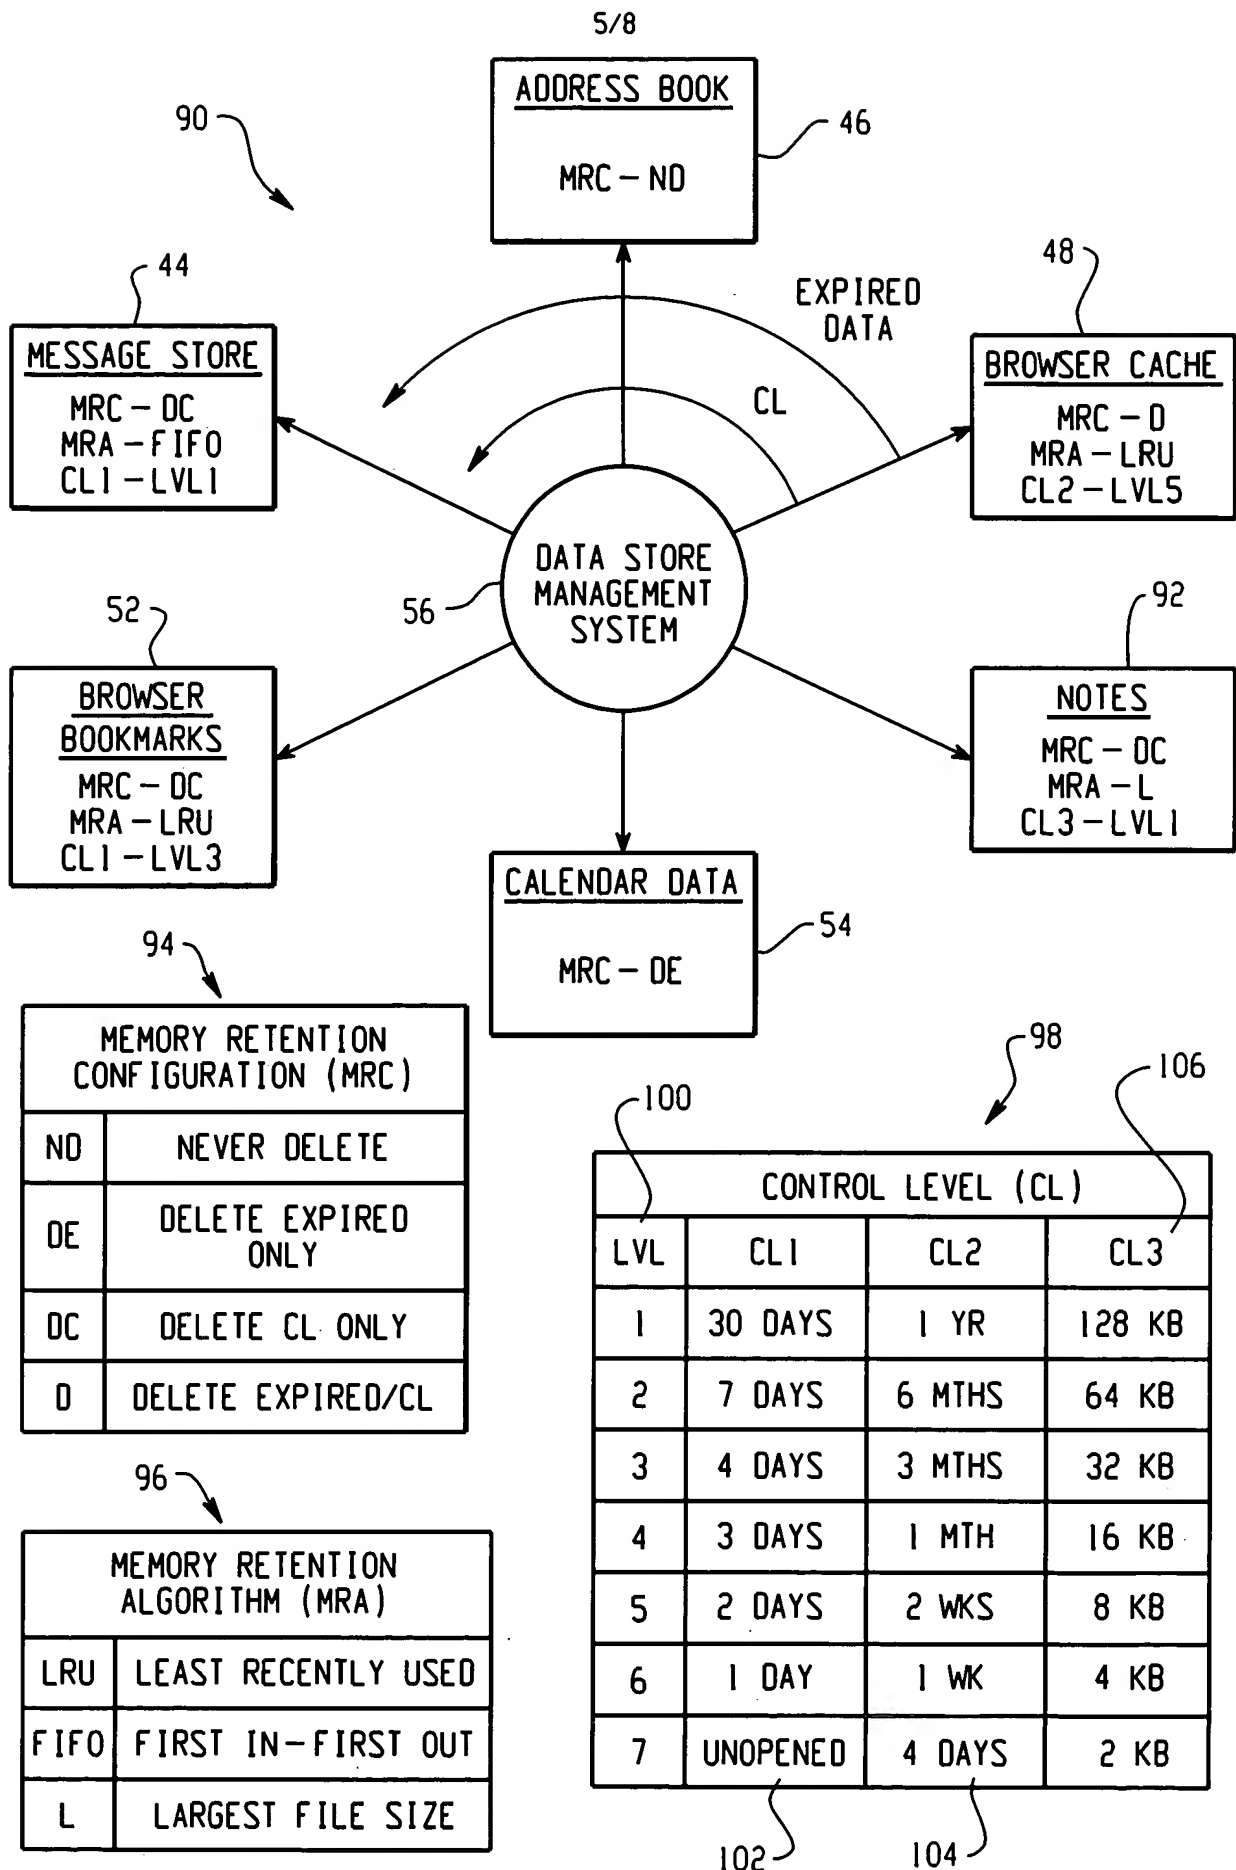 5/8
90
ADDRESS BOOK
MRC-ND
46
44
MESSAGE STORE
MRC-DC
MRA-FIFO
CL1-LVL1
EXPIRED
DATA
CL
48
BROWSER CACHE
MRC-D
MRA-LRU
CL2-LVL5
56
DATA STORE
MANAGEMENT
SYSTEM
52
BROWSER
BOOKMARKS
MRC-DC
MRA-LRU
CL1-LVL3
92
NOTES
MRC-DC
MRA-L
CL3-LVL1
CALENDAR DATA
MRC-DE
54
94
MEMORY RETENTION
CONFIGURATION (MRC)
ND NEVER DELETE
DE DELETE EXPIRED
ONLY
DC DELETE CL ONLY
D DELETE EXPIRED/CL
96
MEMORY RETENTION
ALGORITHM (MRA)
LRU LEAST RECENTLY USED
FIFO FIRST IN-FIRST OUT
L LARGEST FILE SIZE
98
100
106
CONTROL LEVEL (CL)
LVL CL1 CL2 CL3
1 30 DAYS 1 YR 128 KB
2 7 DAYS 6 MTHS 64 KB
3 4 DAYS 3 MTHS 32 KB
4 3 DAYS 1 MTH 16 KB
5 2 DAYS 2 WKS 8 KB
6 1 DAY 1 WK 4 KB
7 UNOPENED 4 DAYS 2 KB
102
104